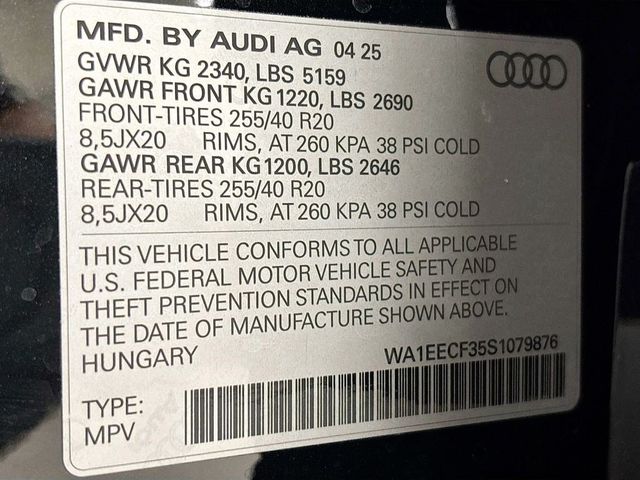 MFD. BY AUDI AG 04 25
GVWR KG 2340, LBS 5159
GAWR FRONT KG 1220, LBS 2690
FRONT-TIRES 255/40 R20
8,5JX20 RIMS, AT 260 KPA 38 PSI COLD
GAWR REAR KG 1200, LBS 2646
REAR-TIRES 255/40 R20
8,5JX20 RIMS, AT 260 KPA 38 PSI COLD
THIS VEHICLE CONFORMS TO ALL APPLICABLE
U.S. FEDERAL MOTOR VEHICLE SAFETY AND
THEFT PREVENTION STANDARDS IN EFFECT ON
THE DATE OF MANUFACTURE SHOWN ABOVE.
HUNGARY WA1EECF35S1079876
TYPE:
MPV